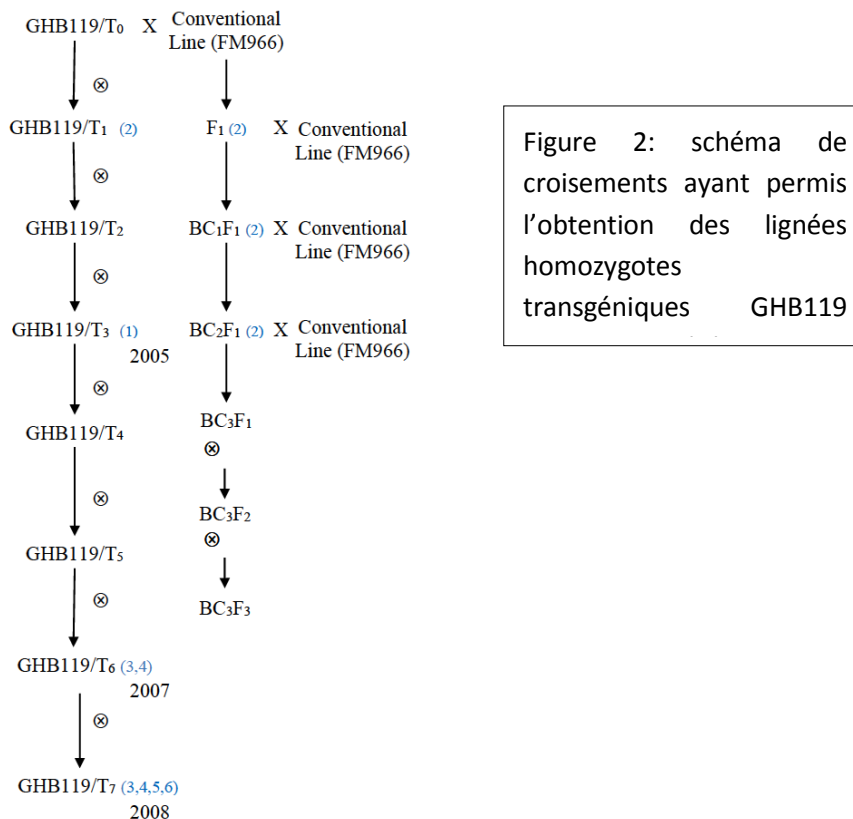 GHB119/T0 X Conventional
Line (FM966)
⊗
GHB119/T1 (2) F1 (2) X Conventional
Line (FM966)
⊗
GHB119/T2 BC1F1 (2) X Conventional
Line (FM966)
⊗
GHB119/T3 (1) BC2F1 (2) X Conventional
2005 Line (FM966)
⊗
GHB119/T4 BC3F1
⊗
⊗ BC3F2
⊗
GHB119/T5
⊗ BC3F3
GHB119/T6 (3,4)
2007
⊗
GHB119/T7 (3,4,5,6)
2008
Figure 2: schéma de
croisements ayant permis
l’obtention des lignées
homozygotes
transgéniques GHB119